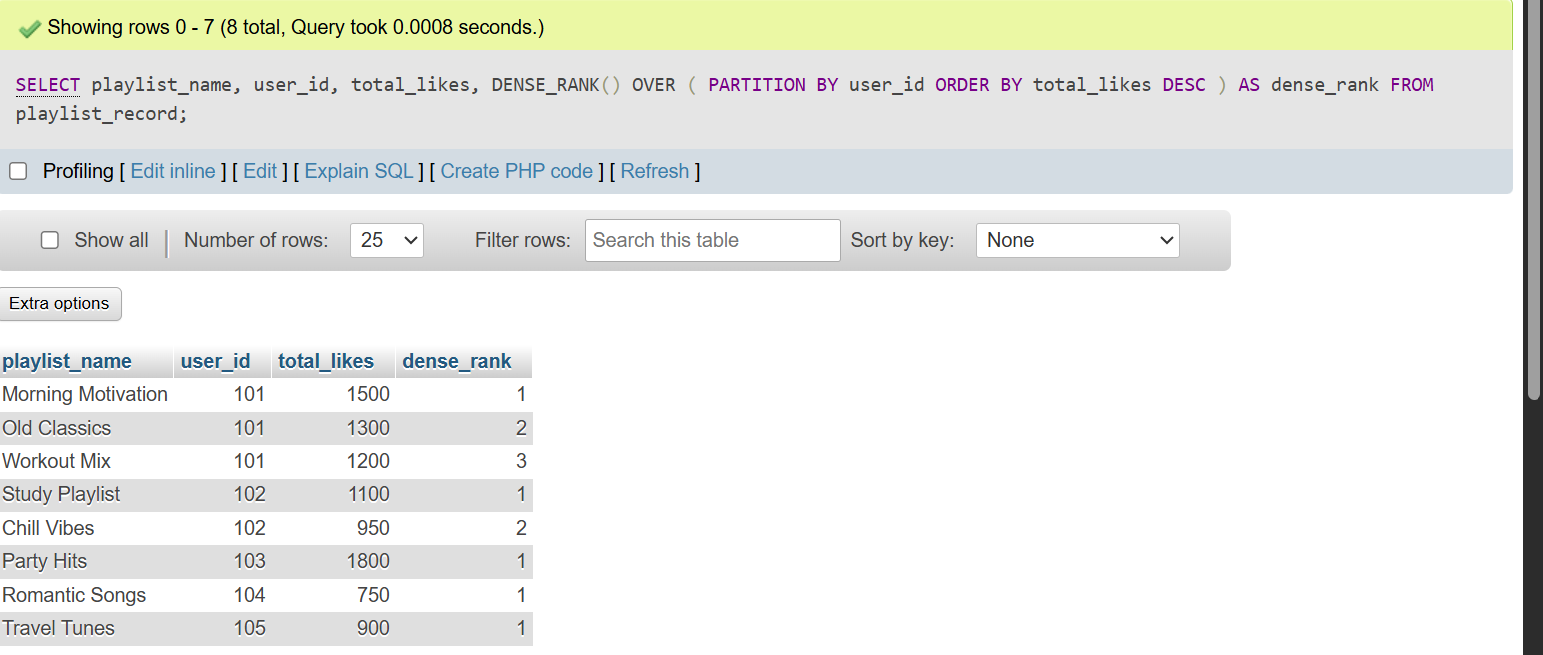 Showing rows 0 - 7 (8 total, Query took 0.0008 seconds.)
SELECT playlist_name, user_id, total_likes, DENSE_RANK() OVER ( PARTITION BY user_id ORDER BY total_likes DESC ) AS dense_rank FROM
playlist_record;
Profiling [ Edit inline ] [ Edit ] [ Explain SQL ] [ Create PHP code ] [ Refresh ]
Show all Number of rows: 25 Filter rows: Search this table Sort by key: None
Extra options
playlist_name user_id total_likes dense_rank
Morning Motivation 101 1500 1
Old Classics 101 1300 2
Workout Mix 101 1200 3
Study Playlist 102 1100 1
Chill Vibes 102 950 2
Party Hits 103 1800 1
Romantic Songs 104 750 1
Travel Tunes 105 900 1